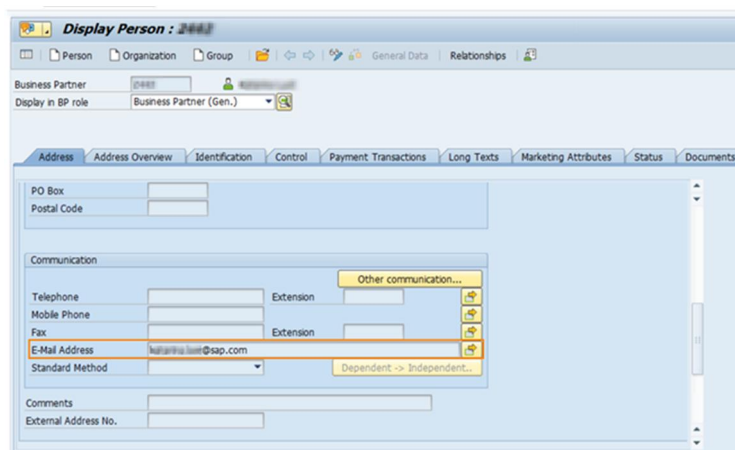 Display Person :
Person Organization Group General Data Relationships
Business Partner
Display in BP role Business Partner (Gen.)
Address Address Overview Identification Control Payment Transactions Long Texts Marketing Attributes Status Documents
PO Box
Postal Code
Communication
Other communication...
Telephone Extension
Mobile Phone
Fax Extension
E-Mail Address @sap.com
Standard Method Dependent -> Independent..
Comments
External Address No.